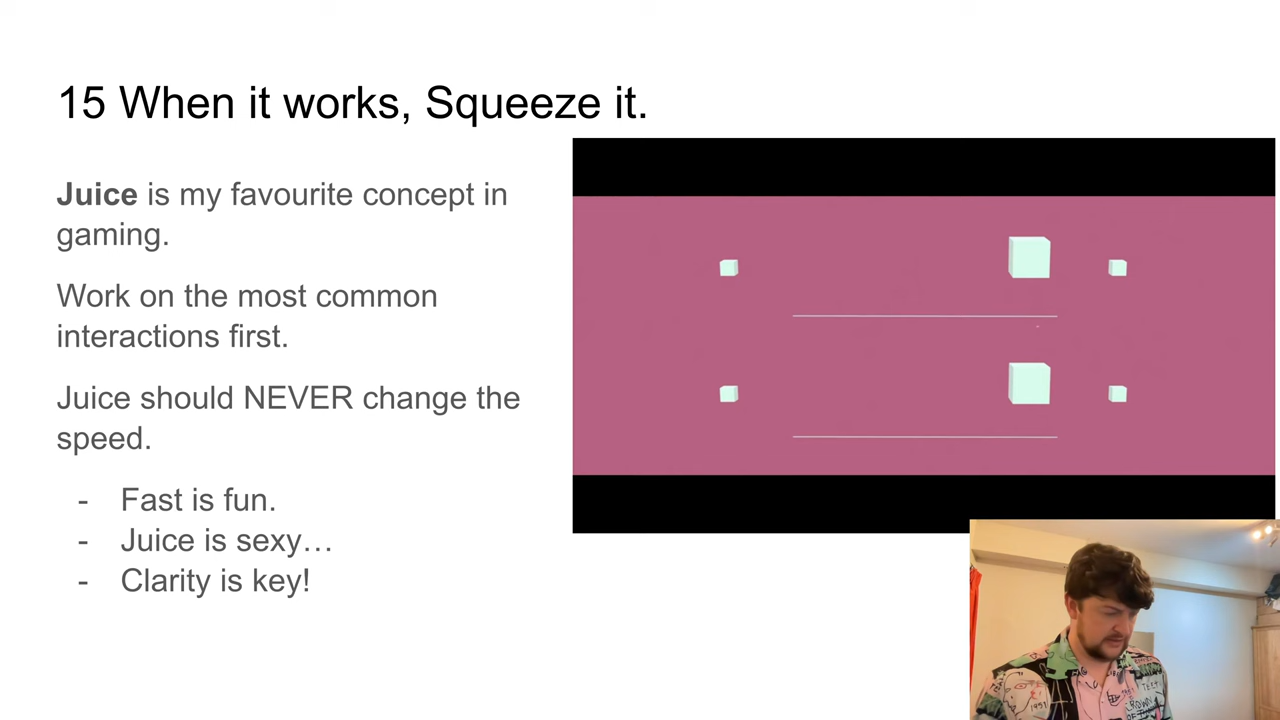 15 When it works, Squeeze it.
Juice is my favourite concept in
gaming.
Work on the most common
interactions first.
Juice should NEVER change the
speed.
- Fast is fun.
- Juice is sexy…
- Clarity is key!
1951